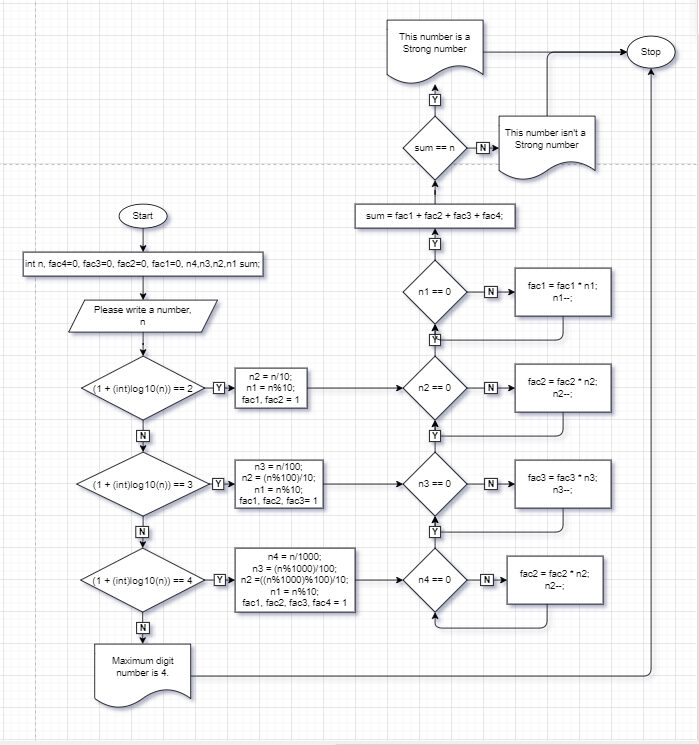 This number is a
Strong number
Stop
Y
sum == n
N
This number isn't a
Strong number
Start
sum = fac1 + fac2 + fac3 + fac4;
Y
int n, fac4=0, fac3=0, fac2=0, fac1=0, n4,n3,n2,n1 sum;
n1 == 0
N
fac1 = fac1 * n1;
n1--;
Please write a number,
n
Y
(1 + (int)log10(n)) == 2
Y
n2 = n/10;
n1 = n%10;
fac1, fac2 = 1
n2 == 0
N
fac2 = fac2 * n2;
n2--;
N
Y
(1 + (int)log10(n)) == 3
Y
n3 = n/100;
n2 = (n%100)/10;
n1 = n%10;
fac1, fac2, fac3= 1
n3 == 0
N
fac3 = fac3 * n3;
n3--;
N
Y
(1 + (int)log10(n)) == 4
Y
n4 = n/1000;
n3 = (n%1000)/100;
n2 =((n%1000)%100)/10;
n1 = n%10;
fac1, fac2, fac3, fac4 = 1
n4 == 0
N
fac2 = fac2 * n2;
n2--;
N
Maximum digit
number is 4.